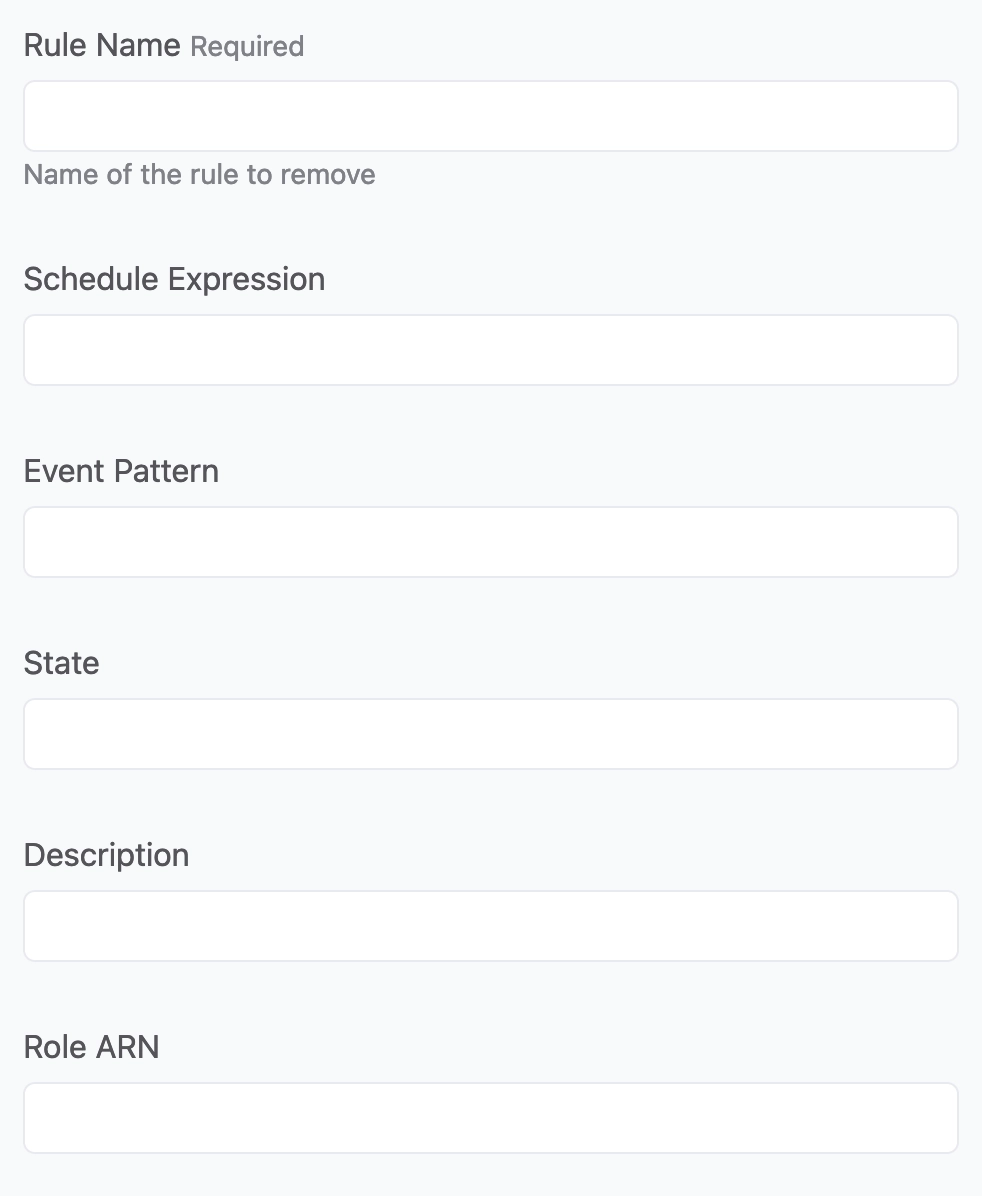 Rule Name Required
Name of the rule to remove
Schedule Expression
Event Pattern
State
Description
Role ARN